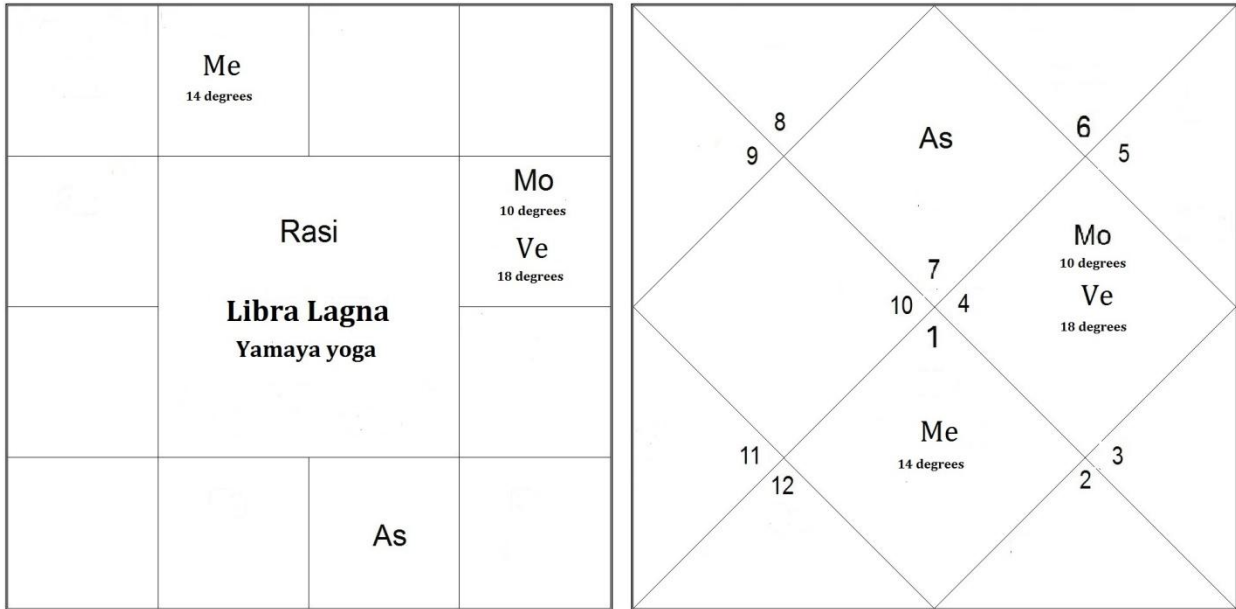 Me
14 degrees
Mo
10 degrees
Ve
18 degrees
Rasi
Libra Lagna
Yamaya yoga
As
As
8
9
6
5
Mo
10 degrees
Ve
18 degrees
7
10 4
1
Me
14 degrees
11
12
3
2